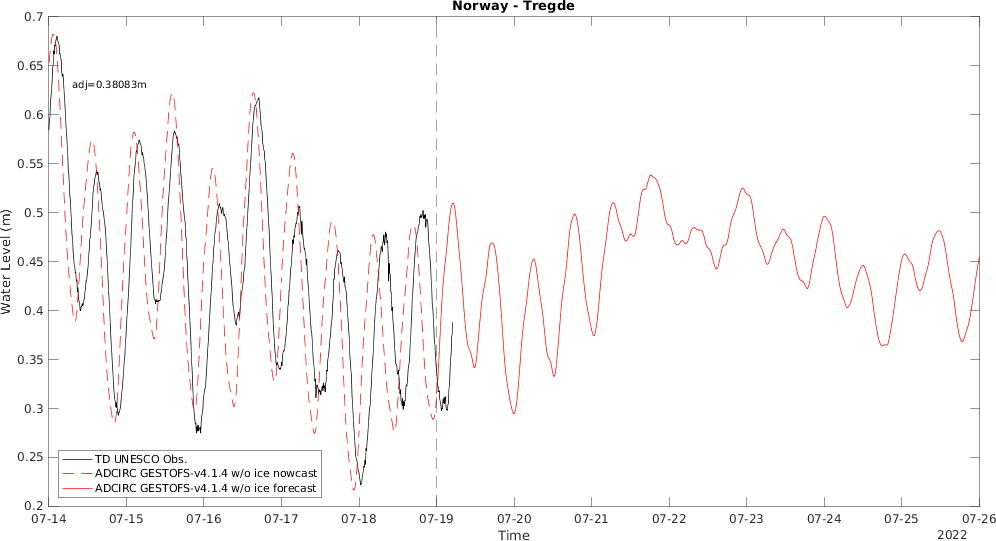 Norway - Tregde
0.7
0.65
0.6
0.55
0.5
0.45
0.4
0.35
0.3
0.25
0.2
Water Level (m)
adj=0.38083m
TD UNESCO Obs.
ADCIRC GESTOFS-v4.1.4 w/o ice nowcast
ADCIRC GESTOFS-v4.1.4 w/o ice forecast
07-14 07-15 07-16 07-17 07-18 07-19 07-20 07-21 07-22 07-23 07-24 07-25 07-26
Time
2022